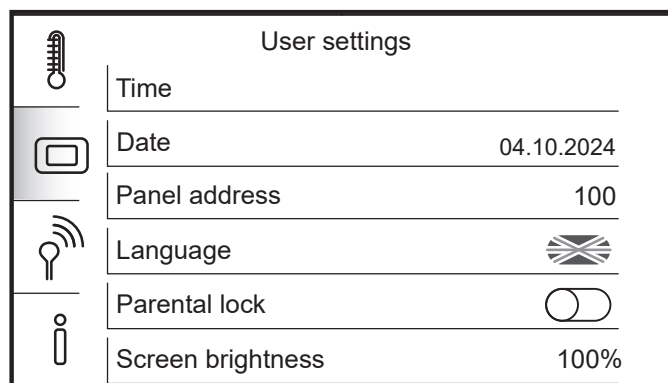 User settings
Time
Date 04.10.2024
Panel address 100
Language
Parental lock
Screen brightness 100%